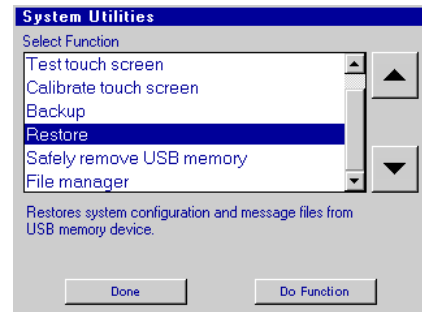 System Utilities
Select Function
Test touch screen
Calibrate touch screen
Backup
Restore
Safely remove USB memory
File manager
Restores system configuration and message files from
USB memory device.
Done
Do Function